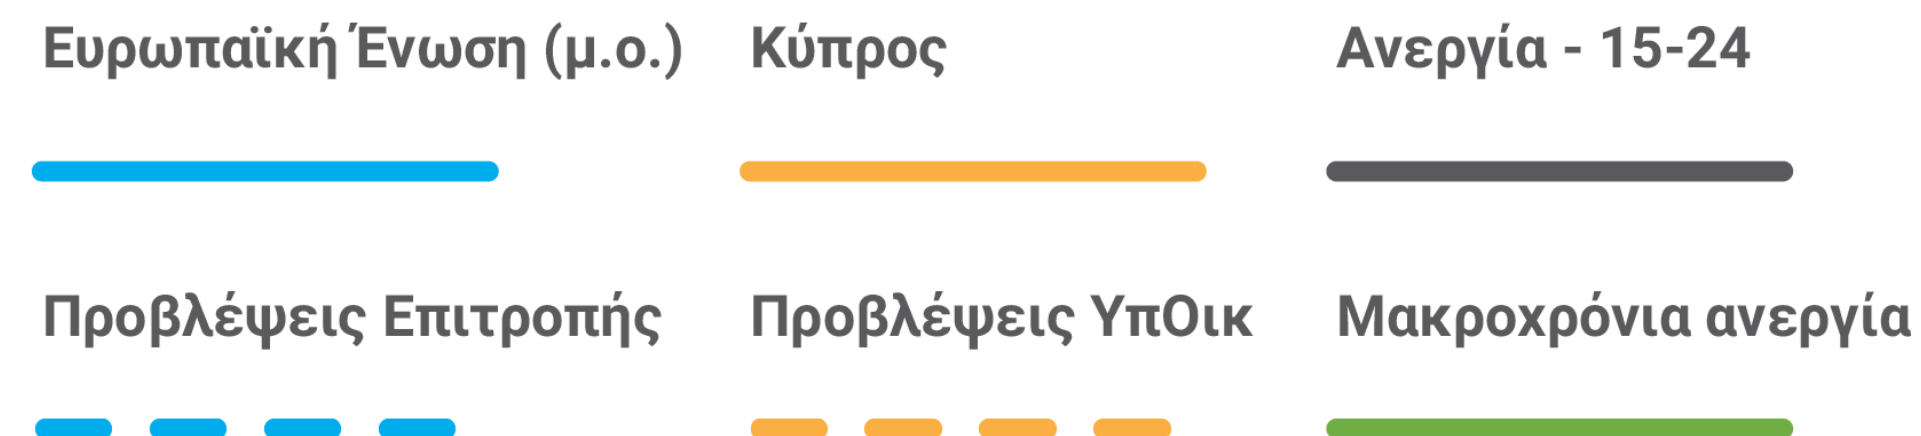 Ευρωπαϊκή Ένωση (μ.ο.) Κύπρος Ανεργία - 15-24
Προβλέψεις Επιτροπής Προβλέψεις ΥπΟικ Μακροχρόνια ανεργία